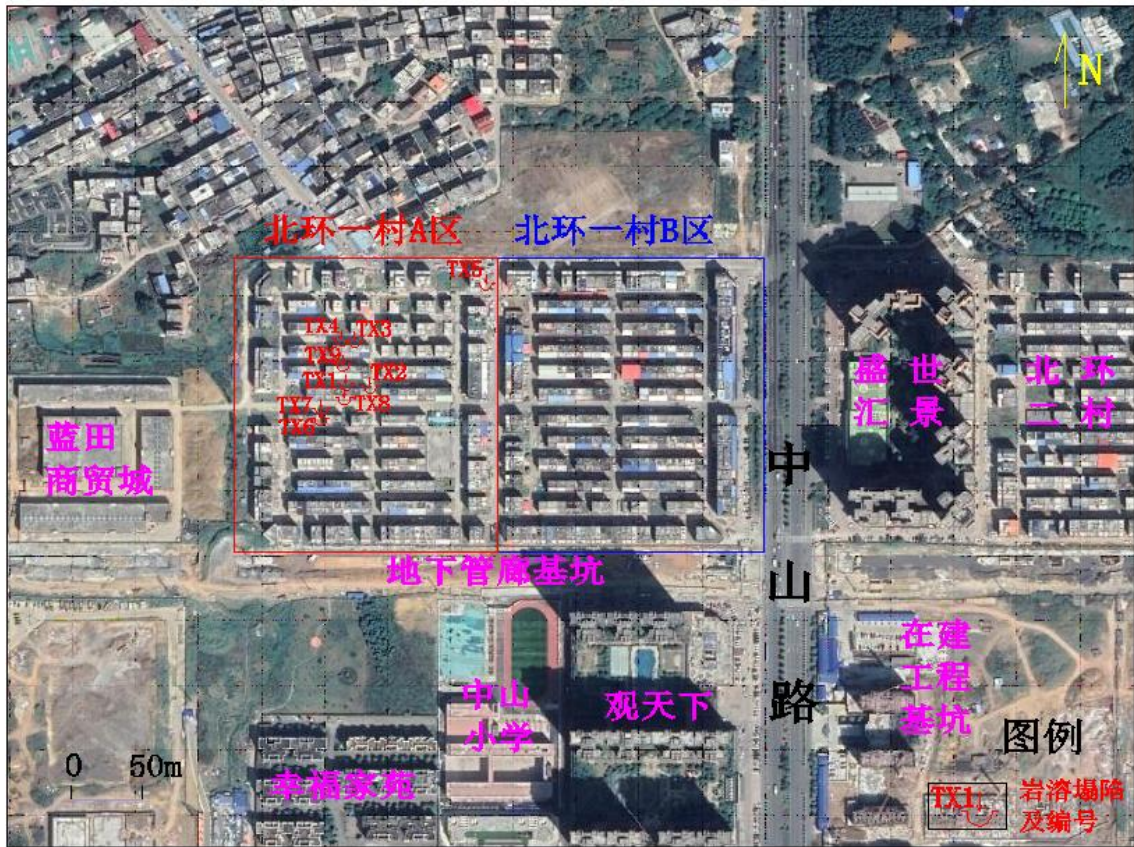 N
北环一村A区
北环一村B区
TX5
TX4
TX3
TX9
TX2
TX1
TX8
TX7
TX6
盛世
汇景
北环
二村
蓝田
商贸城
中山路
地下管廊基坑
中山
小学
观天下
在建
工程
基坑
幸福家苑
0 50m
图例
TX1
岩溶塌陷
及编号